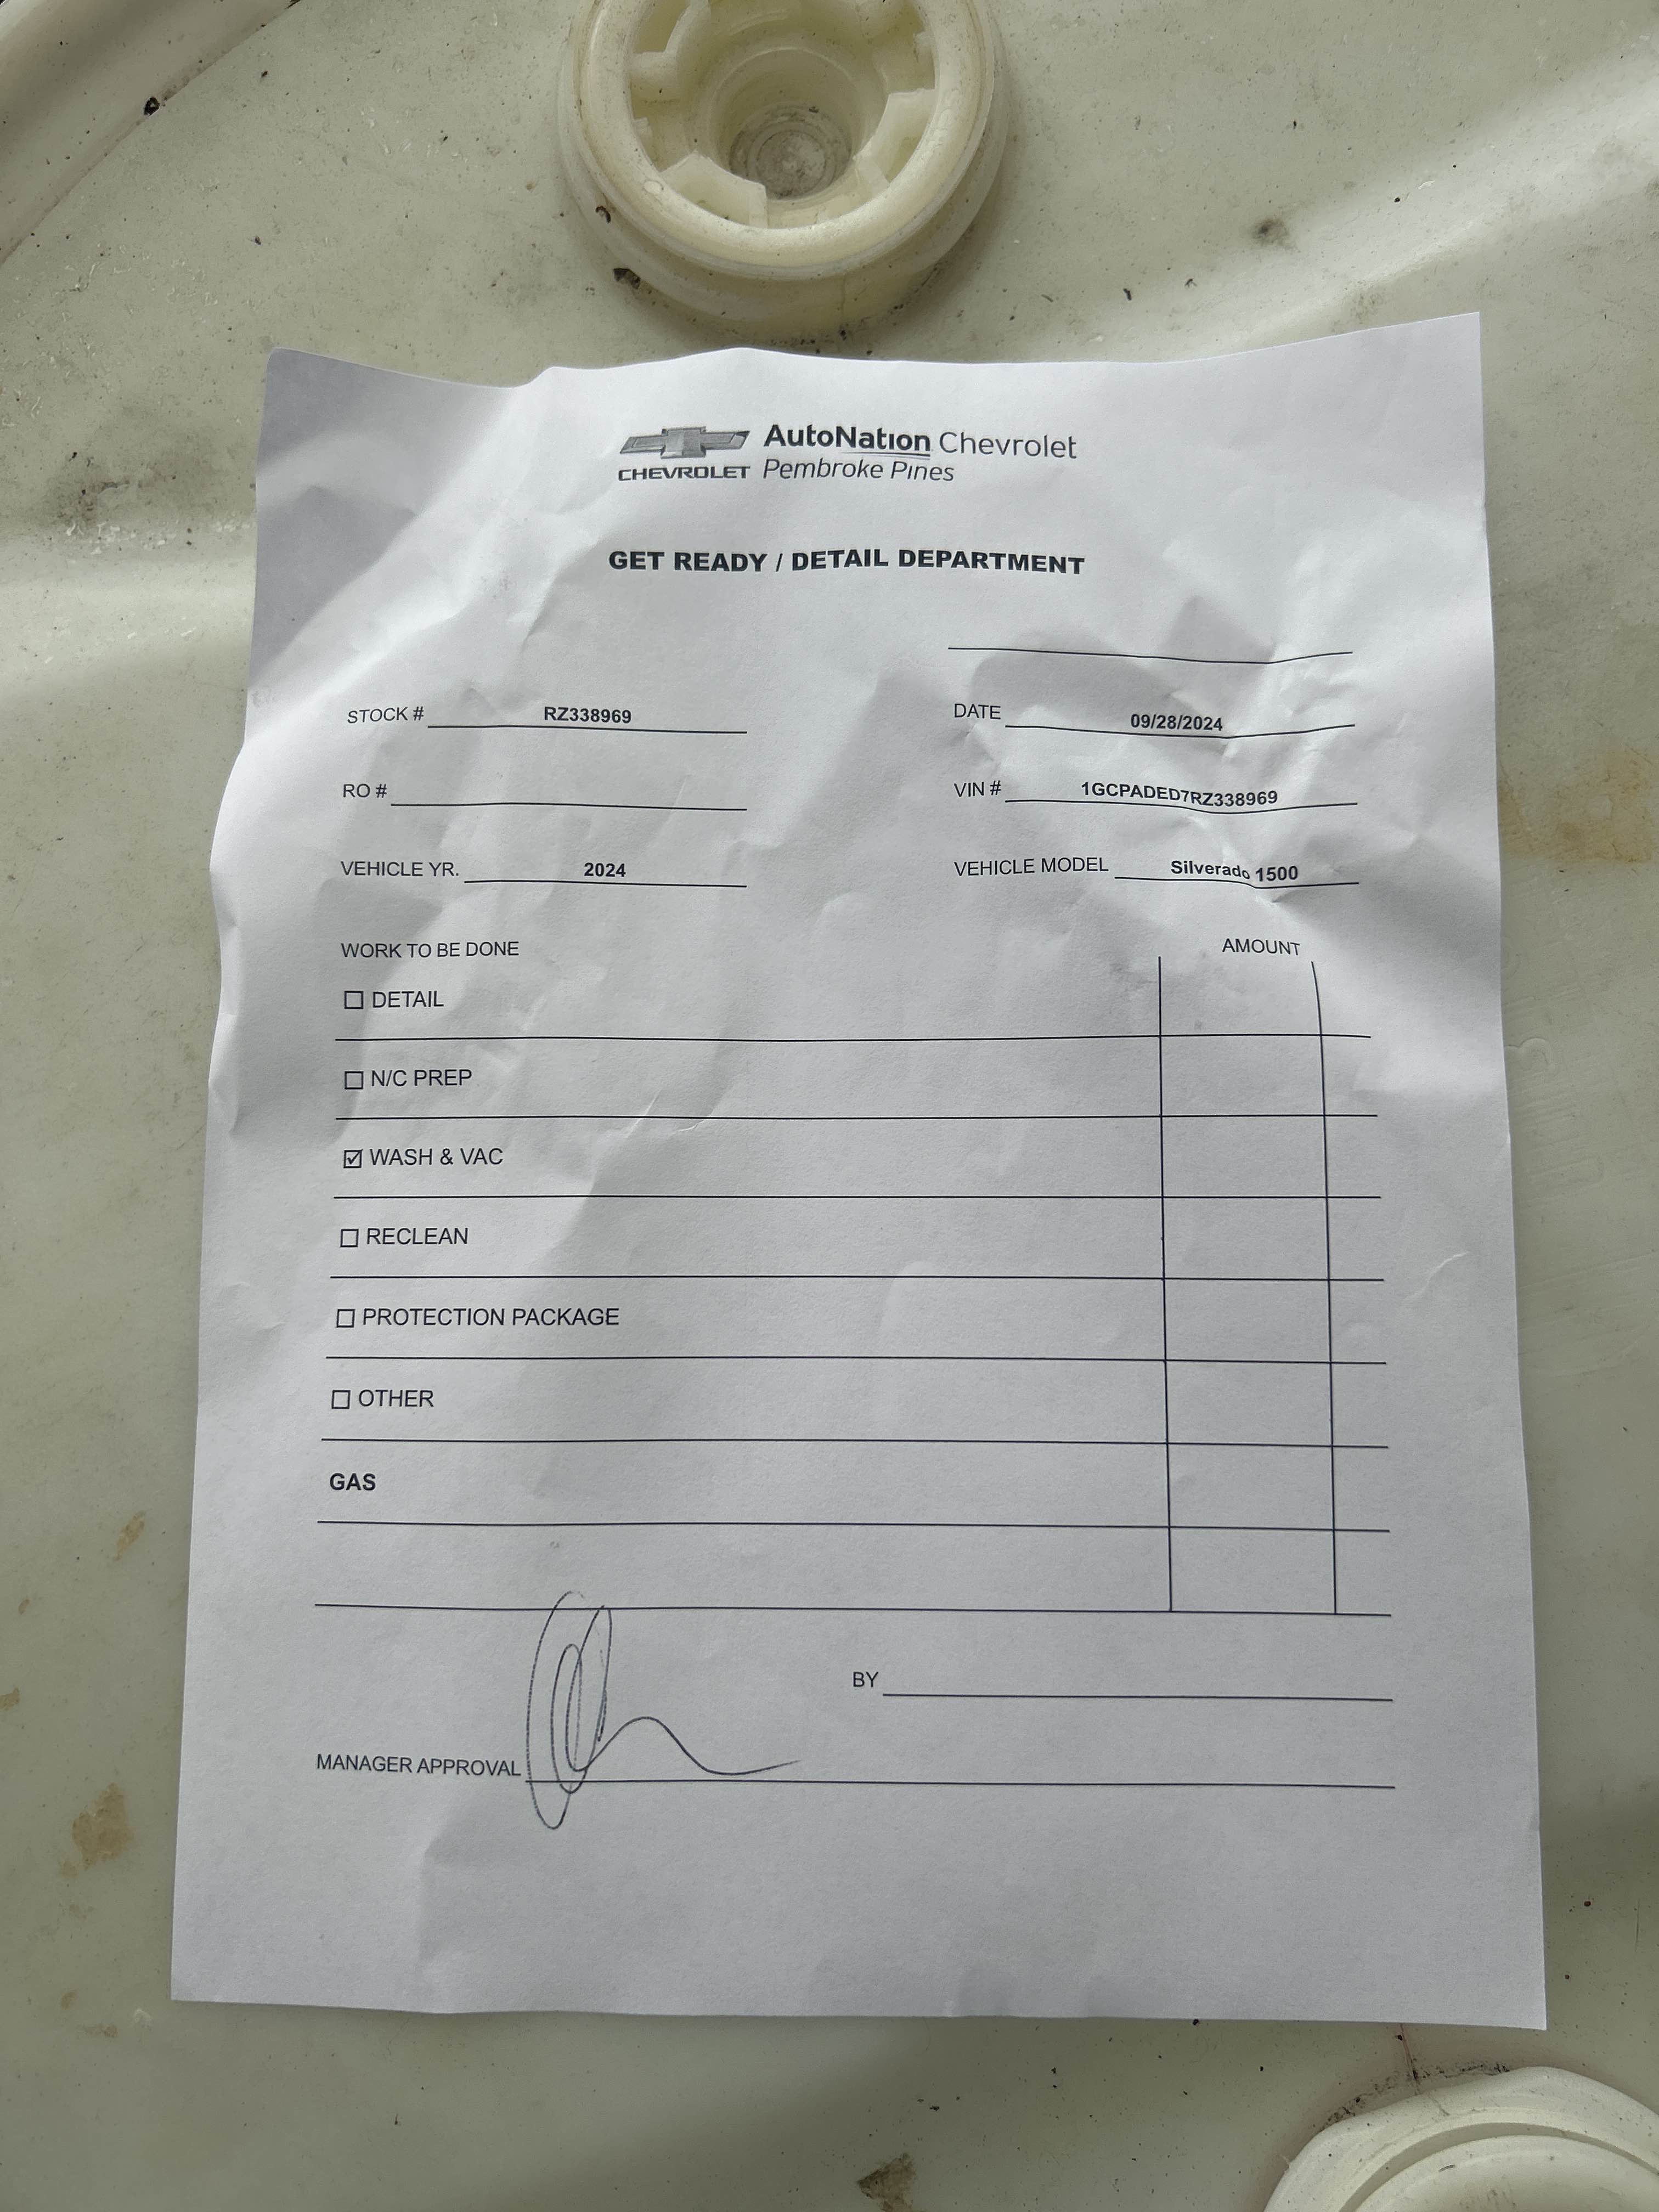 AutoNation Chevrolet
CHEVROLET Pembroke Pines
GET READY / DETAIL DEPARTMENT
STOCK # RZ338969 DATE 09/28/2024
RO # VIN # 1GCPADED7RZ338969
VEHICLE YR. 2024 VEHICLE MODEL Silverado 1500
WORK TO BE DONE AMOUNT
☐ DETAIL
☐ N/C PREP
☑ WASH & VAC
☐ RECLEAN
☐ PROTECTION PACKAGE
☐ OTHER
GAS
BY
MANAGER APPROVAL